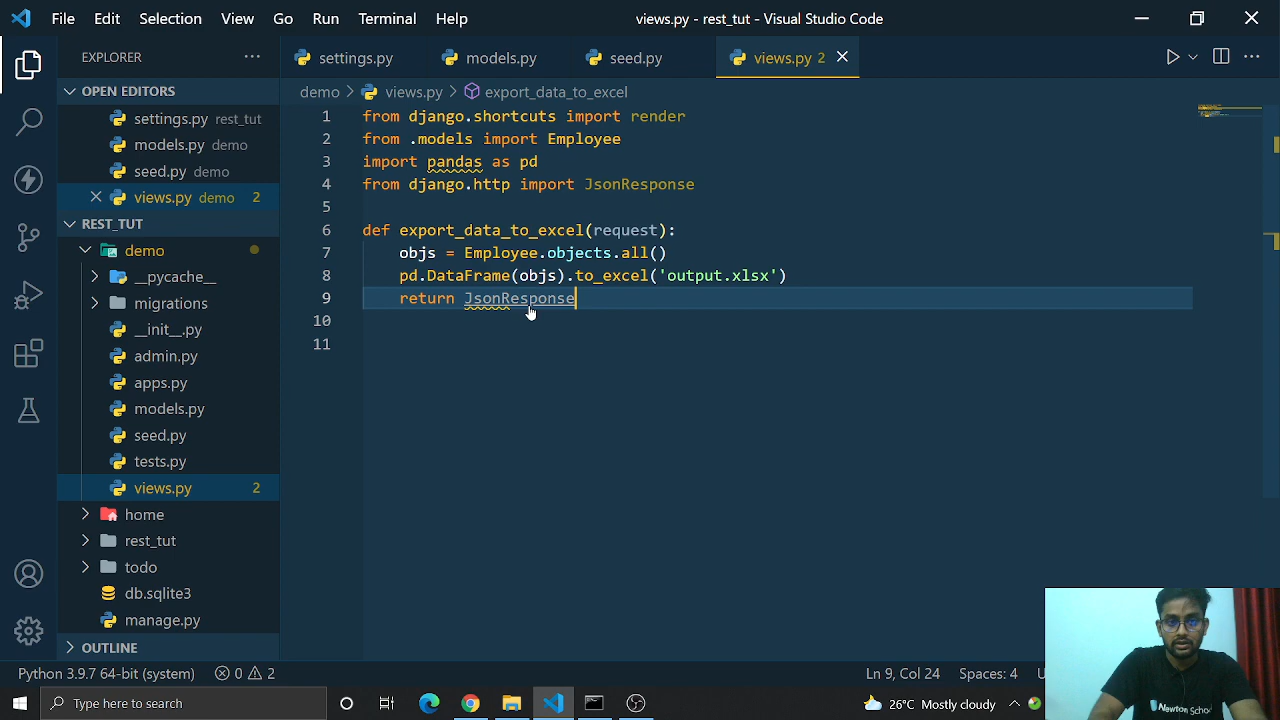 File Edit Selection View Go Run Terminal Help views.py - rest_tut - Visual Studio Code
EXPLORER
settings.py models.py seed.py views.py 2
OPEN EDITORS
settings.py rest_tut
models.py demo
seed.py demo
views.py demo 2
REST_TUT
demo
__pycache__
migrations
__init__.py
admin.py
apps.py
models.py
seed.py
tests.py
views.py 2
home
rest_tut
todo
db.sqlite3
manage.py
OUTLINE
demo > views.py > export_data_to_excel
1 from django.shortcuts import render
2 from .models import Employee
3 import pandas as pd
4 from django.http import JsonResponse
5
6 def export_data_to_excel(request):
7 objs = Employee.objects.all()
8 pd.DataFrame(objs).to_excel('output.xlsx')
9 return JsonResponse
10
11
Newton School
Python 3.9.7 64-bit (system) 0 2 Ln 9, Col 24 Spaces: 4
Type here to search 26°C Mostly cloudy